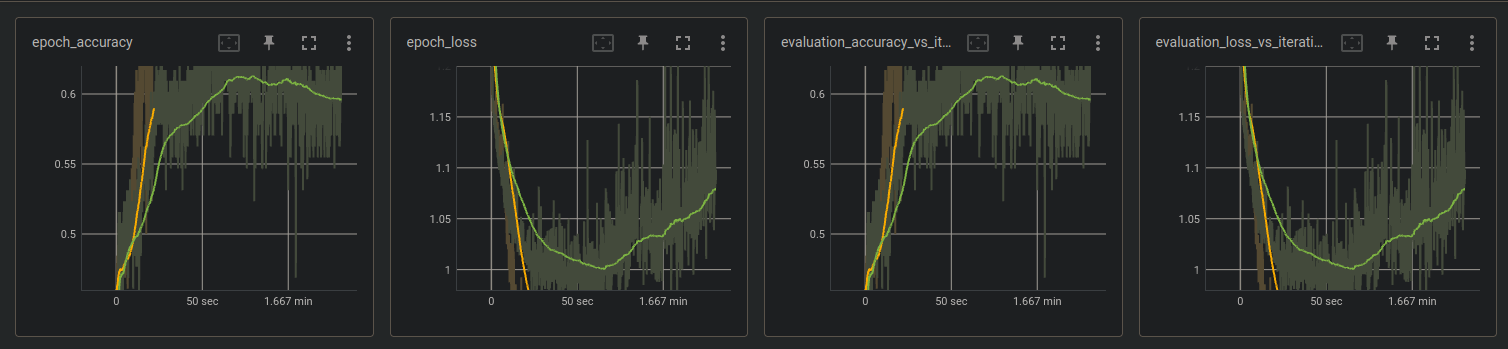 epoch_accuracy
0.6
0.55
0.5
0 50 sec 1.667 min
epoch_loss
1.15
1.1
1.05
1
0 50 sec 1.667 min
evaluation_accuracy_vs_it...
0.6
0.55
0.5
0 50 sec 1.667 min
evaluation_loss_vs_iterati...
1.15
1.1
1.05
1
0 50 sec 1.667 min